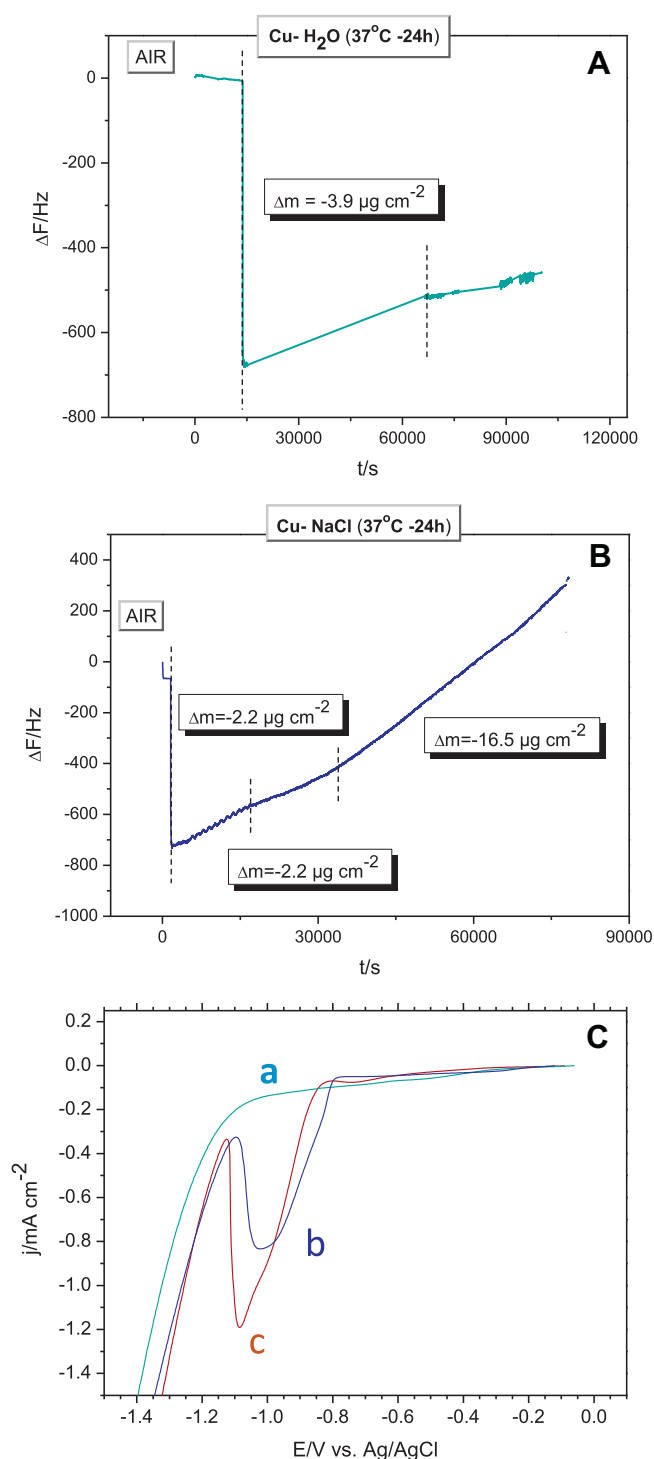 Cu- H2O (37°C -24h)
A
AIR
Δm = -3.9 µg cm-2
0
-200
-400
-600
-800
ΔF/Hz
0 30000 60000 90000 120000
t/s
Cu- NaCl (37°C -24h)
B
AIR
Δm=-2.2 µg cm-2
Δm=-16.5 µg cm-2
Δm=-2.2 µg cm-2
400
200
0
-200
-400
-600
-800
-1000
ΔF/Hz
0 30000 60000 90000
t/s
C
a
b
c
0.2
0.0
-0.2
-0.4
-0.6
-0.8
-1.0
-1.2
-1.4
j/mA cm-2
-1.4 -1.2 -1.0 -0.8 -0.6 -0.4 -0.2 0.0
E/V vs. Ag/AgCl